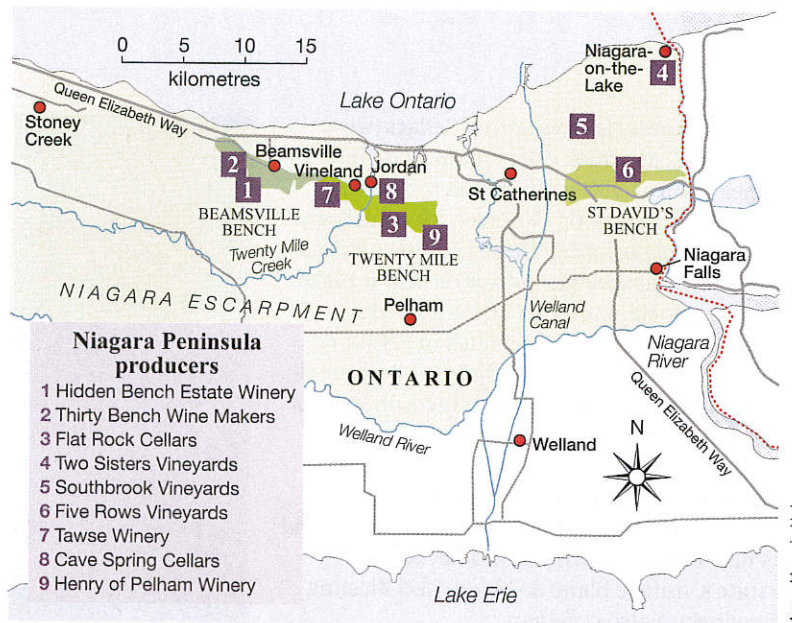 0 5 10 15
kilometres
Niagara-
on-the-
Lake
4
Lake Ontario
Queen Elizabeth Way
Stoney
Creek
5
Beamsville
2
1
Vineland
Jordan
7
8
3
9
St Catherines
6
BEAMSVILLE
BENCH
ST DAVID'S
BENCH
Twenty Mile
Creek
TWENTY MILE
BENCH
Niagara
Falls
NIAGARA ESCARPMENT
Pelham
Welland
Canal
Niagara
River
ONTARIO
Queen Elizabeth Way
Welland River
Welland
N
Lake Erie
Niagara Peninsula
producers
1 Hidden Bench Estate Winery
2 Thirty Bench Wine Makers
3 Flat Rock Cellars
4 Two Sisters Vineyards
5 Southbrook Vineyards
6 Five Rows Vineyards
7 Tawse Winery
8 Cave Spring Cellars
9 Henry of Pelham Winery